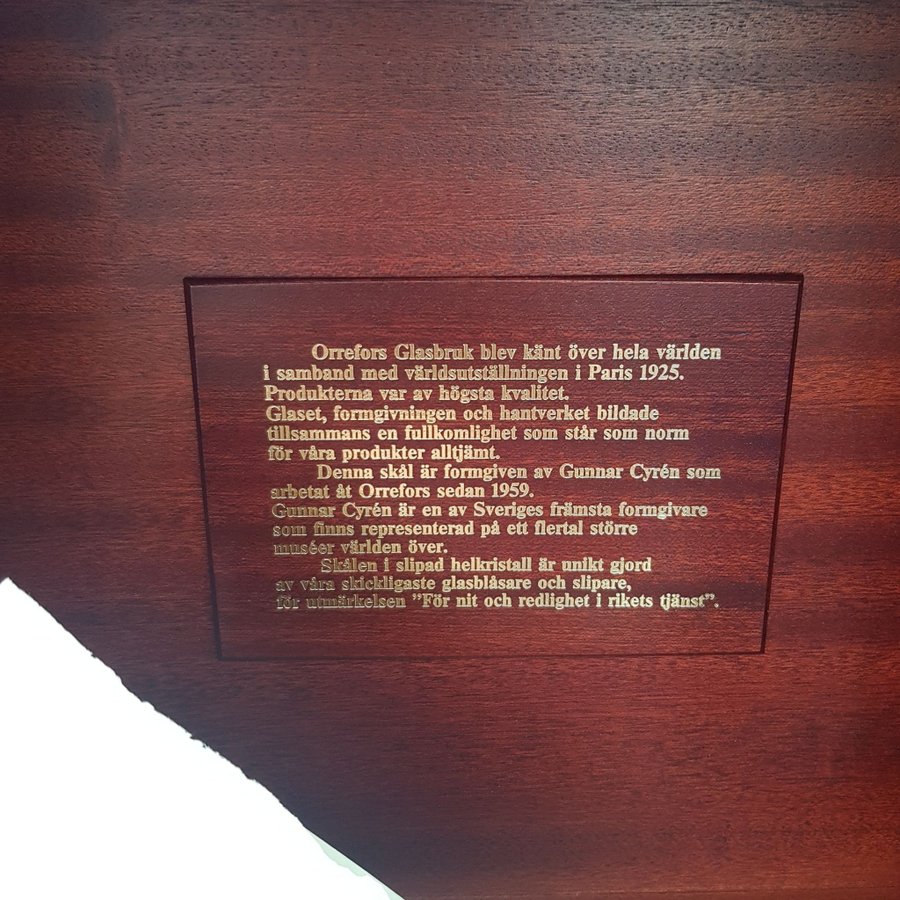 Orrefors Glasbruk blev känt över hela världen
i samband med världsutställningen i Paris 1925.
Produkterna var av högsta kvalitet.
Glaset, formgivningen och hantverket bildade
tillsammans en fullkomlighet som står som norm
för våra produkter alltjämt.
Denna skål är formgiven av Gunnar Cyrén som
arbetat åt Orrefors sedan 1959.
Gunnar Cyrén är en av Sveriges främsta formgivare
som finns representerad på ett flertal större
muséer världen över.
Skålen i slipad helkristall är unikt gjord
av våra skickligaste glasblåsare och slipare,
för utmärkelsen ”För nit och redlighet i rikets tjänst”.